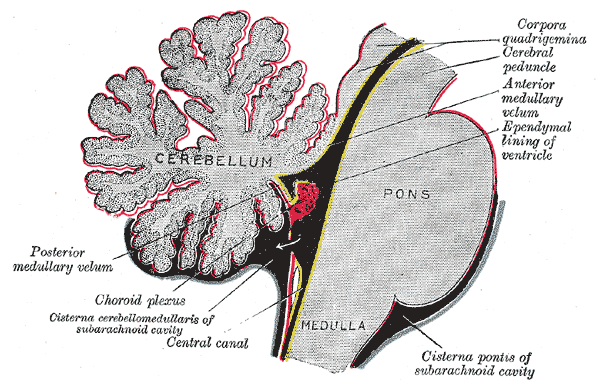 Corpora
quadrigemina
Cerebral
peduncle
Anterior
medullary
velum
Ependymal
lining of
ventricle
CEREBELLUM
PONS
Posterior
medullary velum
Choroid plexus
Cisterna cerebellomedullaris of
subarachnoid cavity
Central canal
MEDULLA
Cisterna pontis of
subarachnoid cavity